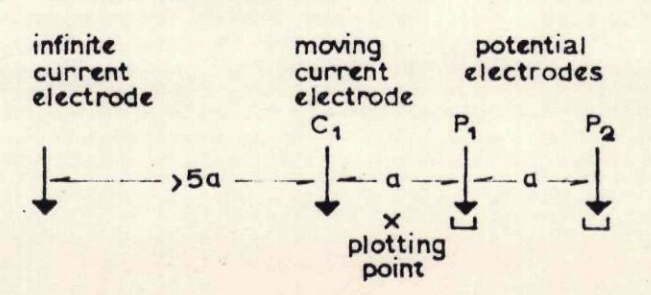 infinite
current
electrode
moving
current
electrode
potential
electrodes
C₁
P₁
P₂
>5a
a
a
×
plotting
point